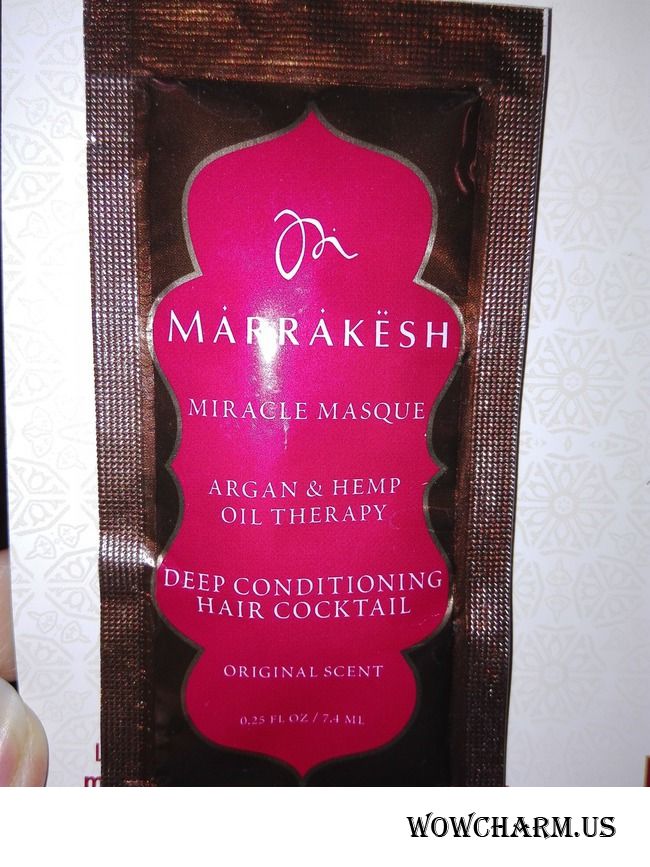 MÀRRÀKËSH
MIRACLE MASQUE
ARGAN & HEMP
OIL THERAPY
DEEP CONDITIONING
HAIR COCKTAIL
ORIGINAL SCENT
0.25 FL OZ / 7.4 ML
WOWCHARM.US